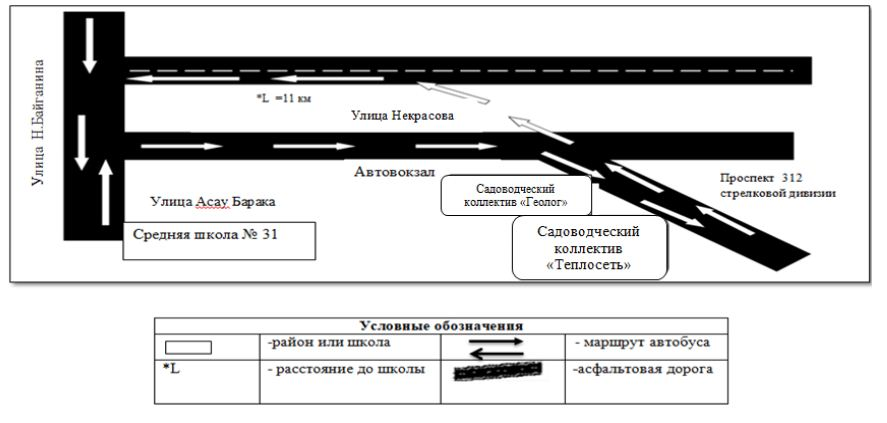 Улица Н.Байганина
*L =11 км
Улица Некрасова
Автовокзал
Садоводческий
коллектив «Геолог»
Проспект 312
стрелковой дивизии
Улица Асау Барака
Средняя школа № 31
Садоводческий
коллектив
«Теплосеть»
Условные обозначения
-район или школа
- маршрут автобуса
*L
- расстояние до школы
-асфальтовая дорога